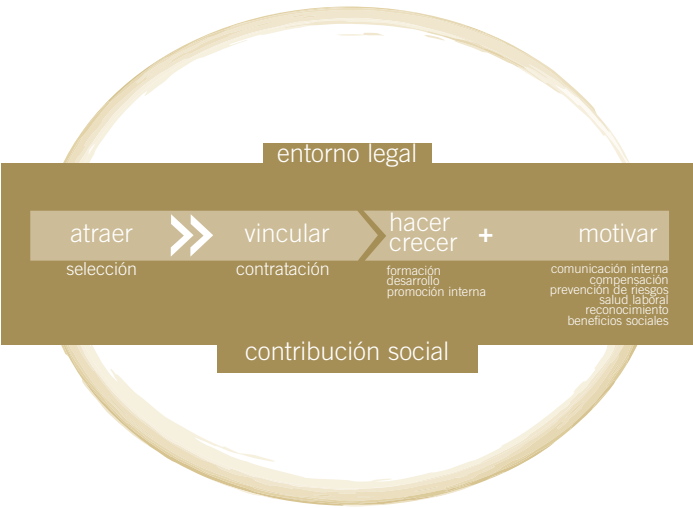 entorno legal
atraer
vincular
hacer
crecer
+
motivar
selección
contratación
formación
desarrollo
promoción interna
comunicación interna
compensación
prevención de riesgos
salud laboral
reconocimiento
beneficios sociales
contribución social